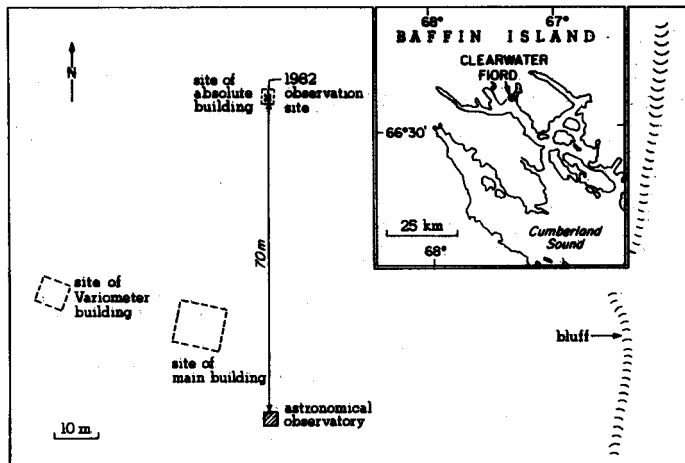 N
site of
absolute
building
1982
observation
site
70m
site of
Variometer
building
site of
main building
astronomical
observatory
10 m
bluff
68°
67°
BAFFIN ISLAND
CLEARWATER
FIORD
66°30'
25 km
68°
Cumberland
Sound